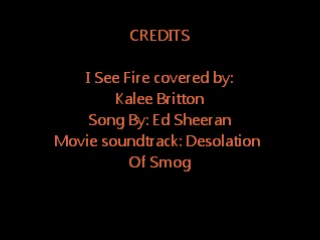 CREDITS
I See Fire covered by:
Kalee Britton
Song By: Ed Sheeran
Movie soundtrack: Desolation
Of Smog